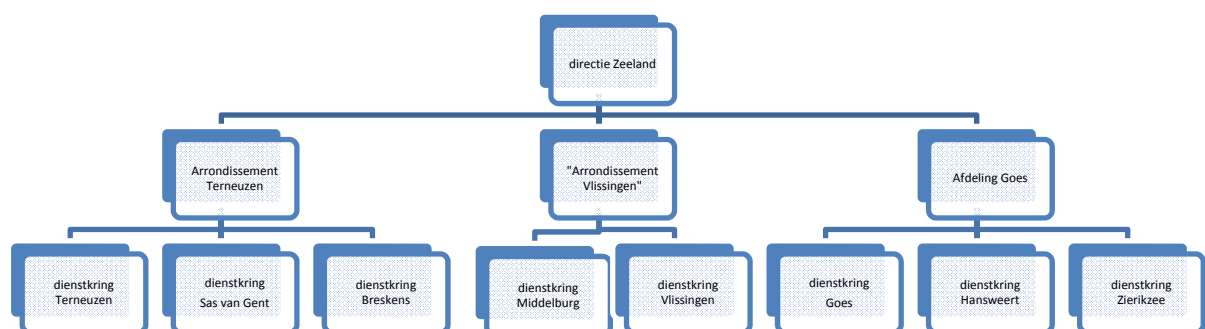 directie Zeeland
Arrondissement
Terneuzen
"Arrondissement
Vlissingen"
Afdeling Goes
dienstkring
Terneuzen
dienstkring
Sas van Gent
dienstkring
Breskens
dienstkring
Middelburg
dienstkring
Vlissingen
dienstkring
Goes
dienstkring
Hansweert
dienstkring
Zierikzee